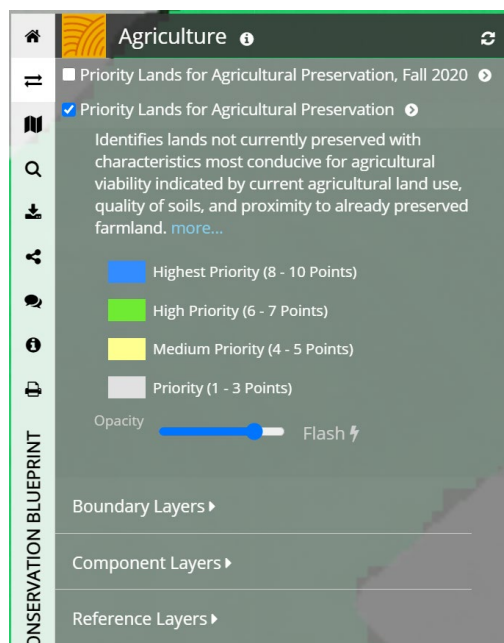 Agriculture
Priority Lands for Agricultural Preservation, Fall 2020
Priority Lands for Agricultural Preservation
Identifies lands not currently preserved with
characteristics most conducive for agricultural
viability indicated by current agricultural land use,
quality of soils, and proximity to already preserved
farmland. more...
Highest Priority (8 - 10 Points)
High Priority (6 - 7 Points)
Medium Priority (4 - 5 Points)
Priority (1 - 3 Points)
Opacity
Flash
Boundary Layers
Component Layers
Reference Layers
ONSERVATION BLUEPRINT